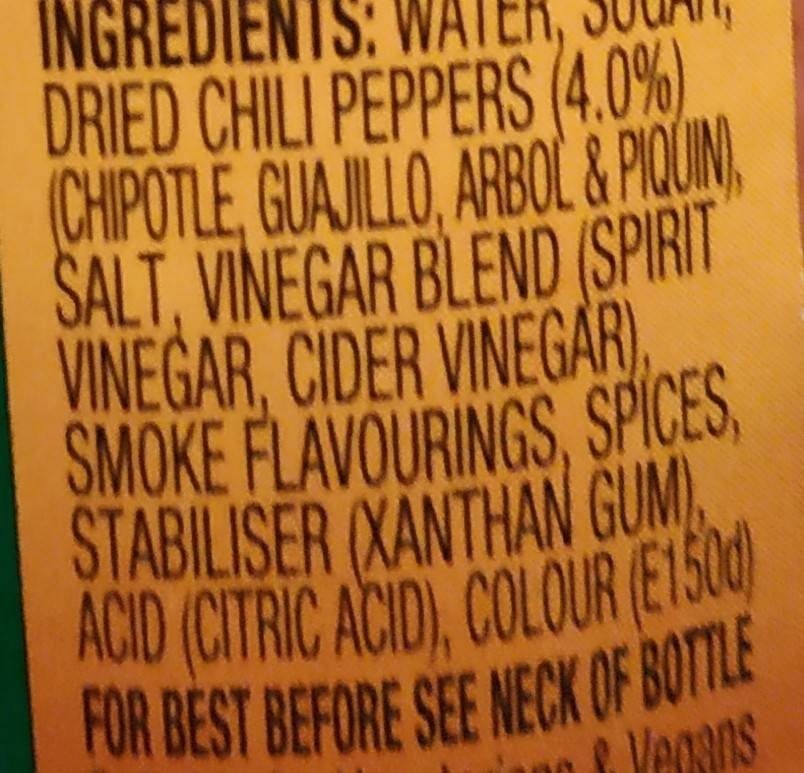 INGREDIENTS: WATER, SUGAR,
DRIED CHILI PEPPERS (4.0%)
(CHIPOTLE, GUAJILLO, ARBOL & PIQUIN),
SALT, VINEGAR BLEND (SPIRIT
VINEGAR, CIDER VINEGAR),
SMOKE FLAVOURINGS, SPICES,
STABILISER (XANTHAN GUM),
ACID (CITRIC ACID), COLOUR (E150d)
FOR BEST BEFORE SEE NECK OF BOTTLE
& Vegans